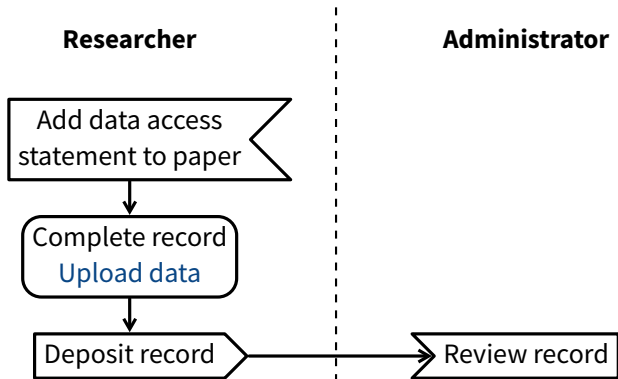 Researcher
Administrator
Add data access
statement to paper
Complete record
Upload data
Deposit record
Review record